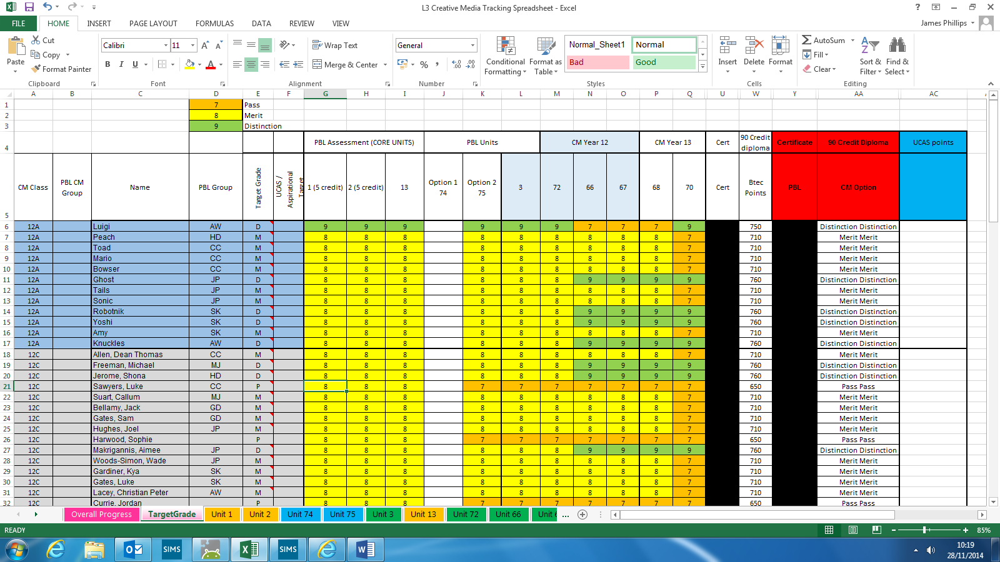 L3 Creative Media Tracking Spreadsheet - Excel
FILE HOME INSERT PAGE LAYOUT FORMULAS DATA REVIEW VIEW James Phillips
Paste Cut Copy Format Painter Clipboard
Calibri 11 B I U Font
Wrap Text Merge & Center Alignment
General % Number
Conditional Formatting Format as Table Normal_Sheet1 Normal Bad Good Styles
Insert Delete Format Cells
AutoSum Fill Clear Sort & Filter Find & Select Editing
A B C D E F G H I J K L M N O P Q U W Y AA AC
1 7 Pass
2 8 Merit
3 9 Distinction
4 PBL Assessment (CORE UNITS) PBL Units CM Year 12 CM Year 13 Cert 90 Credit diploma Certificate 90 Credit Diploma UCAS points
5 CM Class PBL CM Group Name PBL Group Target Grade UCAS / Aspirational Target 1 (5 credit) 2 (5 credit) 13 Option 1 74 Option 2 75 3 72 66 67 68 70 Cert Btec Points PBL CM Option
6 12A Luigi AW D 9 9 9 9 9 9 7 7 7 9 750 Distinction Distinction
7 12A Peach HD M 8 8 8 8 8 8 8 8 8 7 710 Merit Merit
8 12A Toad CC M 8 8 8 8 8 8 8 8 8 7 710 Merit Merit
9 12A Mario CC M 8 8 8 8 8 8 8 8 8 7 710 Merit Merit
10 12A Bowser CC M 8 8 8 8 8 8 8 8 8 7 710 Merit Merit
11 12A Ghost JP D 8 8 8 8 8 8 9 9 9 9 760 Distinction Distinction
12 12A Tails JP M 8 8 8 8 8 8 8 8 8 7 710 Merit Merit
13 12A Sonic JP M 8 8 8 8 8 8 8 8 8 7 710 Merit Merit
14 12A Robotnik SK D 8 8 8 8 8 8 9 9 9 9 760 Distinction Distinction
15 12A Yoshi SK D 8 8 8 8 8 8 9 9 9 9 760 Distinction Distinction
16 12A Amy SK M 8 8 8 8 8 8 8 8 8 7 710 Merit Merit
17 12A Knuckles AW D 8 8 8 8 8 8 9 9 9 9 760 Distinction Distinction
18 12C Allen, Dean Thomas CC M 8 8 8 8 8 8 8 8 8 7 710 Merit Merit
19 12C Freeman, Michael MJ D 8 8 8 8 8 8 9 9 9 9 760 Distinction Distinction
20 12C Jerome, Shona HD D 8 8 8 8 8 8 9 9 9 9 760 Distinction Distinction
21 12C Sawyers, Luke CC P 8 8 8 7 7 7 7 7 7 7 650 Pass Pass
22 12C Suart, Callum MJ M 8 8 8 8 8 8 8 8 8 7 710 Merit Merit
23 12C Bellamy, Jack GD M 8 8 8 8 8 8 8 8 8 7 710 Merit Merit
24 12C Gates, Sam GD M 8 8 8 8 8 8 8 8 8 7 710 Merit Merit
25 12C Hughes, Joel JP M 8 8 8 8 8 8 8 8 8 7 710 Merit Merit
26 12C Harwood, Sophie P 8 8 8 7 7 7 7 7 7 7 650 Pass Pass
27 12C Makrigannis, Aimee JP D 8 8 8 8 8 8 9 9 9 9 760 Distinction Distinction
28 12C Woods-Simon, Wade JP M 8 8 8 8 8 8 8 8 8 7 710 Merit Merit
29 12C Gardiner, Kya SK M 8 8 8 8 8 8 8 8 8 7 710 Merit Merit
30 12C Gates, Luke SK M 8 8 8 8 8 8 8 8 8 7 710 Merit Merit
31 12C Lacey, Christian Peter AW M 8 8 8 8 8 8 8 8 8 7 710 Merit Merit
32 12C Currie, Jordan P 8 8 8 7 7 7 7 7 7 7 650 Pass Pass
Overall Progress TargetGrade Unit 1 Unit 2 Unit 74 Unit 75 Unit 3 Unit 13 Unit 72 Unit 66 Unit 6 ...
READY 85%
SIMS SIMS 10:19
28/11/2014